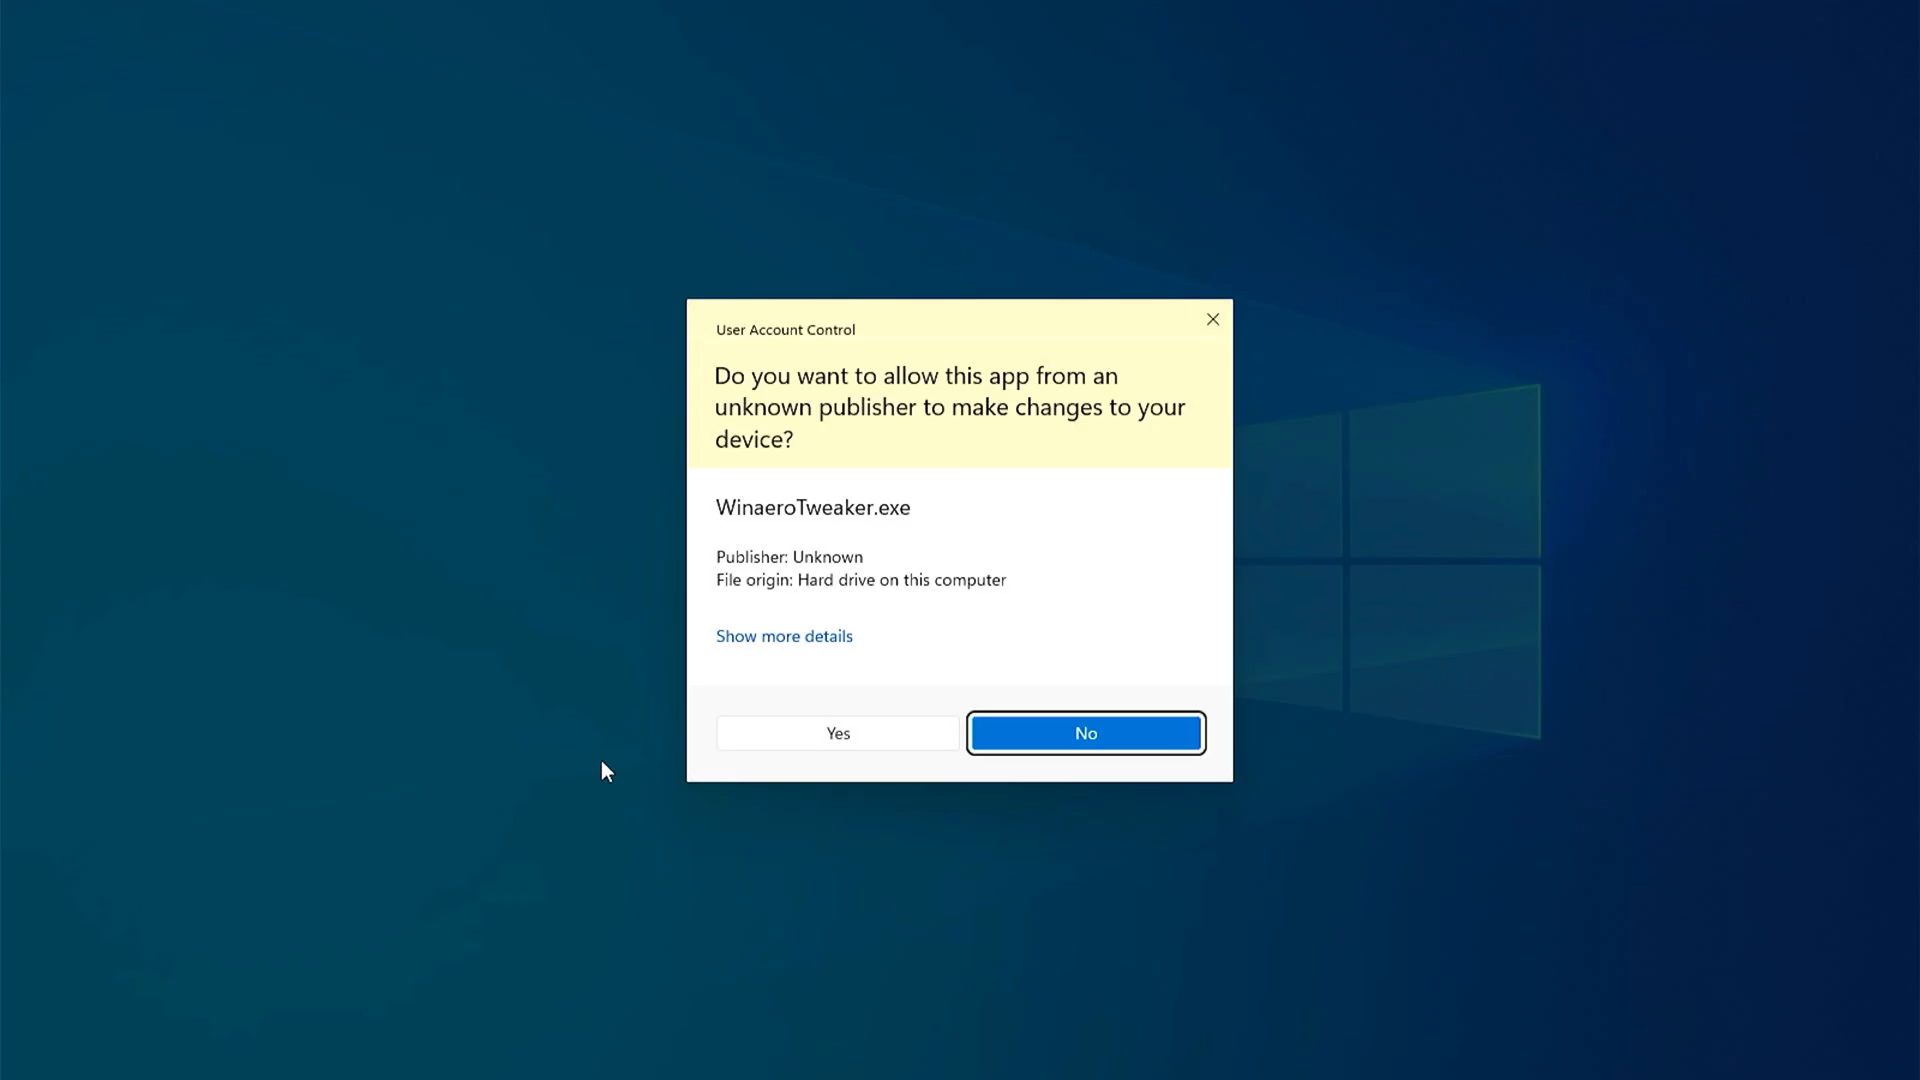 User Account Control
Do you want to allow this app from an
unknown publisher to make changes to your
device?
WinaeroTweaker.exe
Publisher: Unknown
File origin: Hard drive on this computer
Show more details
Yes
No